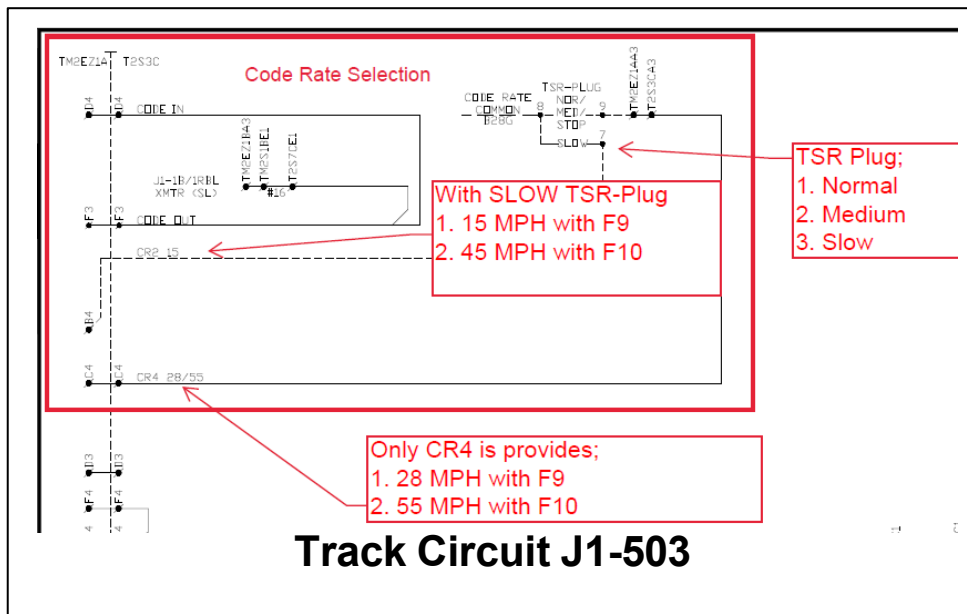 TM2EZ1A T2S3C
Code Rate Selection
D4 D4 CODE IN
CODE RATE
COMMON
B28G
TSR-PLUG
8 NOR/ 9
MED/
STOP
SLOW 7
TM2EZ1AA3
T2S3CA3
TM2EZ1BA3
TM2S1BE1
T2S7CE1
J1-1B/1RBL
XMTR (SL) #16
F3 F3 CODE OUT
CR2 15
B4
C4 C4 CR4 28/55
TSR Plug;
1. Normal
2. Medium
3. Slow
With SLOW TSR-Plug
1. 15 MPH with F9
2. 45 MPH with F10
Only CR4 is provides;
1. 28 MPH with F9
2. 55 MPH with F10
D3 D3
F4 F4
4 4
Track Circuit J1-503